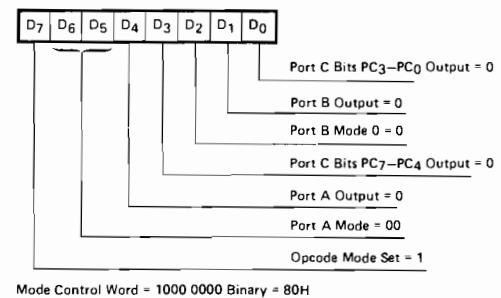 D7 D6 D5 D4 D3 D2 D1 D0
Port C Bits PC3–PC0 Output = 0
Port B Output = 0
Port B Mode 0 = 0
Port C Bits PC7–PC4 Output = 0
Port A Output = 0
Port A Mode = 00
Opcode Mode Set = 1
Mode Control Word = 1000 0000 Binary = 80H